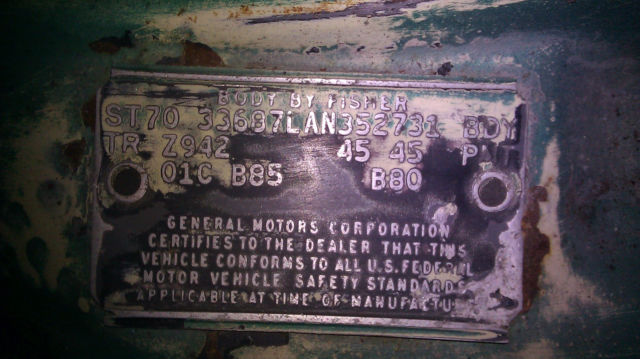 BODY BY FISHER
ST70 33687LAN352731 BDY
TR Z942 45 45 PNT
01C B85 B80
GENERAL MOTORS CORPORATION
CERTIFIES TO THE DEALER THAT THIS
VEHICLE CONFORMS TO ALL U.S. FEDERAL
MOTOR VEHICLE SAFETY STANDARDS
APPLICABLE AT TIME OF MANUFACTURE